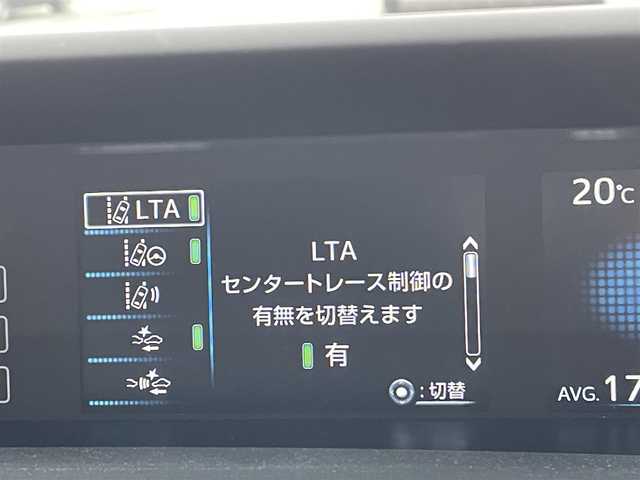 LTA
LTA
センタートレース制御の
有無を切替えます
有
:切替
20℃
AVG.17